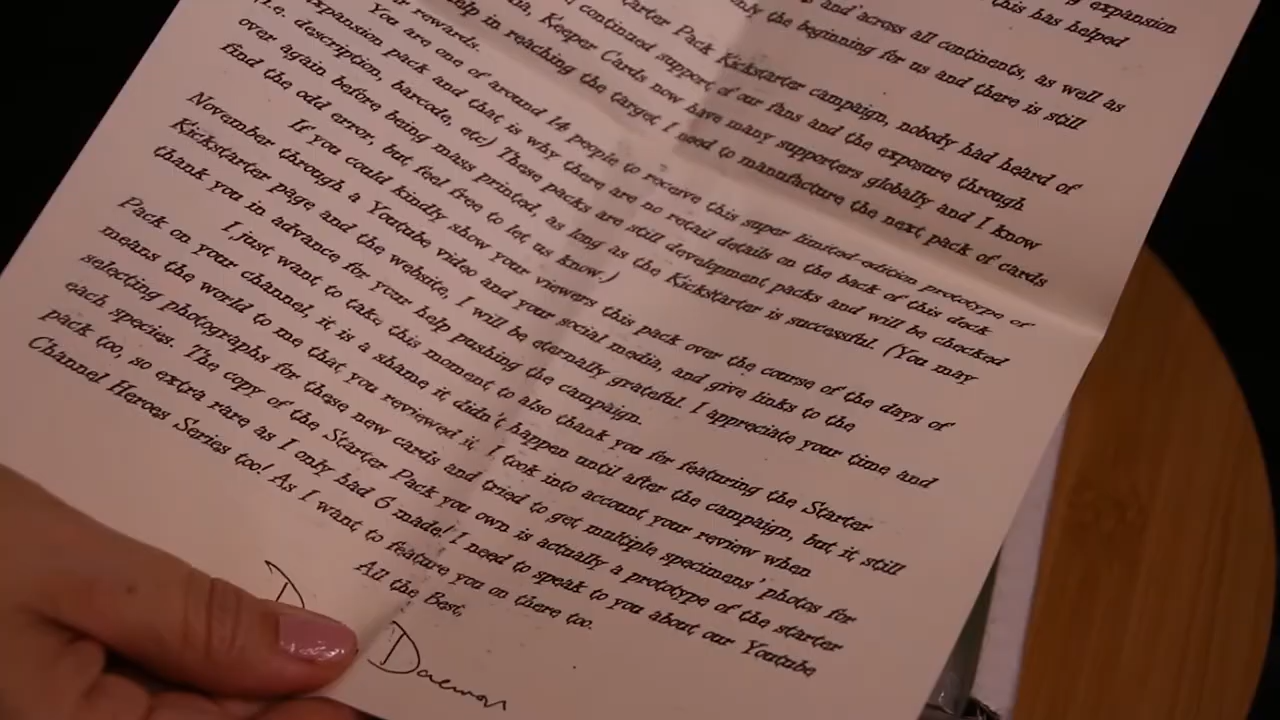 expansion
this has helped
and across all continents, as well as
only the beginning for us and there is still
Pack Kickstarter campaign, nobody had heard of
continued support of our fans and the exposure through
Keeper Cards now have many supporters globally and I know
help in reaching the target I need to manufacture the next pack of cards
rewards.
You are one of around 14 people to receive this super limited-edition prototype of
expansion pack and that is why there are no retail details on the back of this deck
(i.e. description, barcode, etc) These packs are still development packs and will be checked
over again before being mass printed, as long as the Kickstarter is successful. (You may
find the odd error, but feel free to let us know.)
If you could kindly show your viewers this pack over the course of the days of
November through a Youtube video and your social media, and give links to the
Kickstarter page and the website, I will be eternally grateful. I appreciate your time and
thank you in advance for your help pushing the campaign.
I just want to take this moment to also thank you for featuring the Starter
Pack on your channel, it is a shame it didn't happen until after the campaign, but it still
means the world to me that you reviewed it. I took into account your review when
selecting photographs for these new cards and tried to get multiple specimens' photos for
each species. The copy of the Starter Pack you own is actually a prototype of the starter
pack too, so extra rare as I only had 6 made! I need to speak to you about our Youtube
Channel Heroes Series too! As I want to feature you on there too.
All the Best,
Daemon